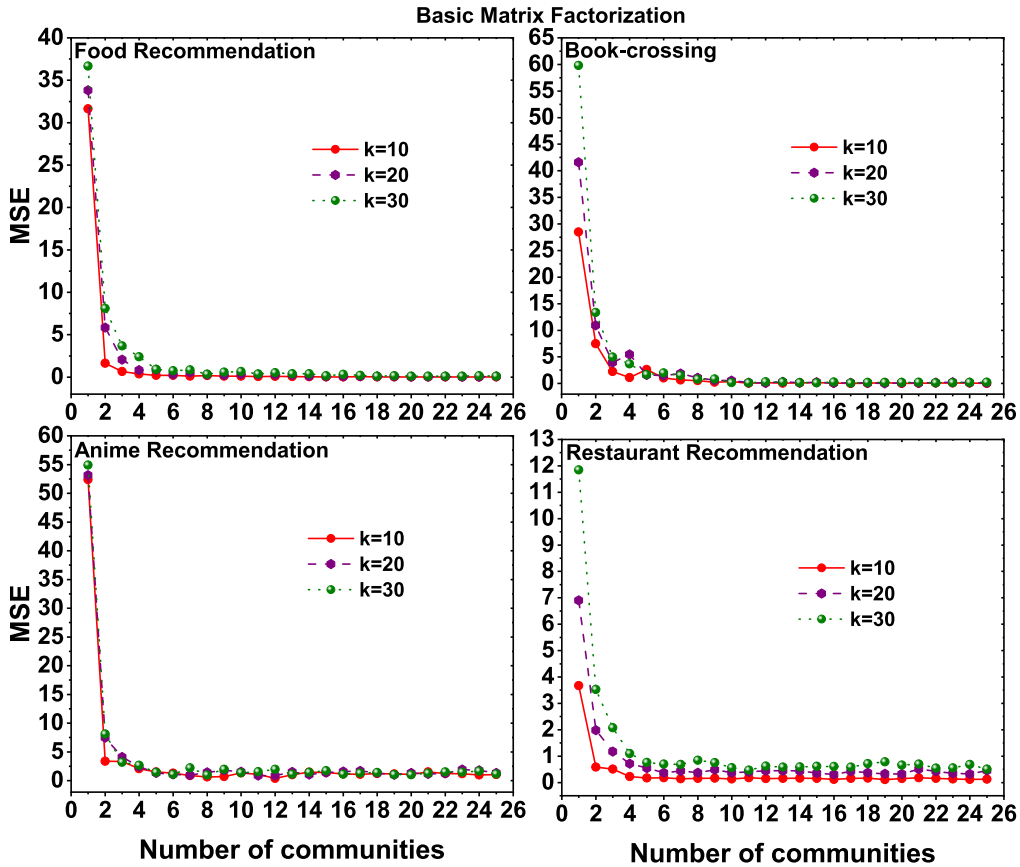 Basic Matrix Factorization
Food Recommendation
MSE
40
35
30
25
20
15
10
5
0
k=10
k=20
k=30
0 2 4 6 8 10 12 14 16 18 20 22 24 26
Book-crossing
65
60
55
50
45
40
35
30
25
20
15
10
5
0
k=10
k=20
k=30
0 2 4 6 8 10 12 14 16 18 20 22 24 26
Anime Recommendation
MSE
60
55
50
45
40
35
30
25
20
15
10
5
0
k=10
k=20
k=30
0 2 4 6 8 10 12 14 16 18 20 22 24 26
Number of communities
Restaurant Recommendation
13
12
11
10
9
8
7
6
5
4
3
2
1
0
k=10
k=20
k=30
0 2 4 6 8 10 12 14 16 18 20 22 24 26
Number of communities